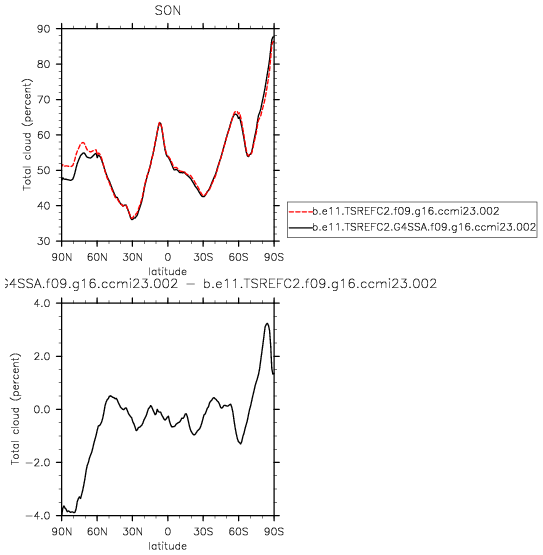 SON
90
80
70
60
50
40
30
Total cloud (percent)
90N 60N 30N 0 30S 60S 90S
latitude
b.e11.TSREFC2.f09.g16.ccmi23.002
b.e11.TSREFC2.G4SSA.f09.g16.ccmi23.002
G4SSA.f09.g16.ccmi23.002 − b.e11.TSREFC2.f09.g16.ccmi23.002
4.0
2.0
0.0
−2.0
−4.0
Total cloud (percent)
90N 60N 30N 0 30S 60S 90S
latitude